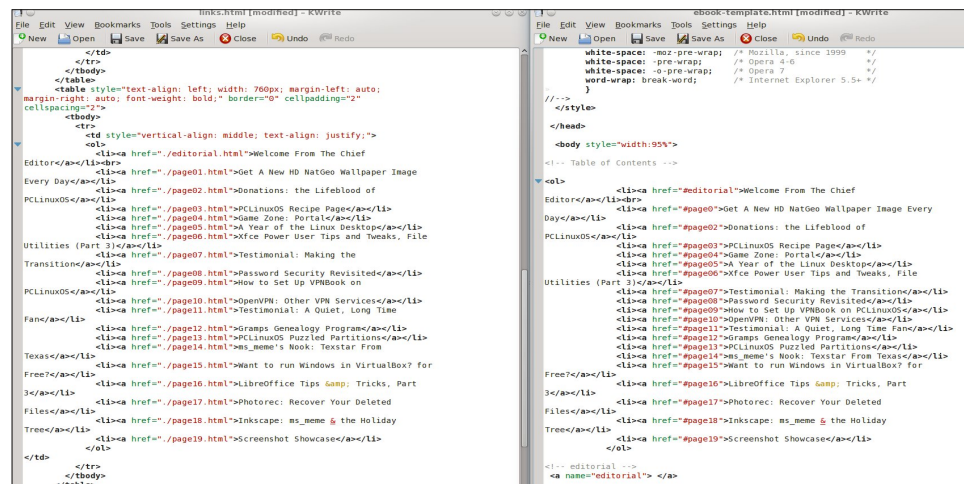 links.html [modified] – KWrite
File Edit View Bookmarks Tools Settings Help
New Open Save Save As Close Undo Redo
</td>
</tr>
</tbody>
</table>
<table style="text-align: left; width: 760px; margin-left: auto;
margin-right: auto; font-weight: bold;" border="0" cellpadding="2"
cellspacing="2">
<tbody>
<tr>
<td style="vertical-align: middle; text-align: justify;">
<ol>
<li><a href="./editorial.html">Welcome From The Chief
Editor</a></li><br>
<li><a href="./page01.html">Get A New HD NatGeo Wallpaper Image
Every Day</a></li>
<li><a href="./page02.html">Donations: the Lifeblood of
PCLinuxOS</a></li>
<li><a href="./page03.html">PCLinuxOS Recipe Page</a></li>
<li><a href="./page04.html">Game Zone: Portal</a></li>
<li><a href="./page05.html">A Year of the Linux Desktop</a></li>
<li><a href="./page06.html">Xfce Power User Tips and Tweaks, File
Utilities (Part 3)</a></li>
<li><a href="./page07.html">Testimonial: Making the
Transition</a></li>
<li><a href="./page08.html">Password Security Revisited</a></li>
<li><a href="./page09.html">How to Set Up VPNBook on
PCLinuxOS</a></li>
<li><a href="./page10.html">OpenVPN: Other VPN Services</a></li>
<li><a href="./page11.html">Testimonial: A Quiet, Long Time
Fan</a></li>
<li><a href="./page12.html">Gramps Genealogy Program</a></li>
<li><a href="./page13.html">PCLinuxOS Puzzled Partitions</a></li>
<li><a href="./page14.html">ms_meme's Nook: Texstar From
Texas</a></li>
<li><a href="./page15.html">Want to run Windows in VirtualBox? for
Free?</a></li>
<li><a href="./page16.html">LibreOffice Tips &amp; Tricks, Part
3</a></li>
<li><a href="./page17.html">Photorec: Recover Your Deleted
Files</a></li>
<li><a href="./page18.html">Inkscape: ms_meme & the Holiday
Tree</a></li>
<li><a href="./page19.html">Screenshot Showcase</a></li>
</ol>
</td>
</tr>
</tbody>
</table>
ebook-template.html [modified] – KWrite
File Edit View Bookmarks Tools Settings Help
New Open Save Save As Close Undo Redo
white-space: -moz-pre-wrap; /* Mozilla, since 1999 */
white-space: -pre-wrap; /* Opera 4-6 */
white-space: -o-pre-wrap; /* Opera 7 */
word-wrap: break-word; /* Internet Explorer 5.5+ */
}
//-->
</style>
</head>
<body style="width:95%">
<!-- Table of Contents -->
<ol>
<li><a href="#editorial">Welcome From The Chief
Editor</a></li><br>
<li><a href="#page0">Get A New HD NatGeo Wallpaper Image Every
Day</a></li>
<li><a href="#page02">Donations: the Lifeblood of
PCLinuxOS</a></li>
<li><a href="#page03">PCLinuxOS Recipe Page</a></li>
<li><a href="#page04">Game Zone: Portal</a></li>
<li><a href="#page05">A Year of the Linux Desktop</a></li>
<li><a href="#page06">Xfce Power User Tips and Tweaks, File
Utilities (Part 3)</a></li>
<li><a href="#page07">Testimonial: Making the Transition</a></li>
<li><a href="#page08">Password Security Revisited</a></li>
<li><a href="#page09">How to Set Up VPNBook on PCLinuxOS</a></li>
<li><a href="#page10">OpenVPN: Other VPN Services</a></li>
<li><a href="#page11">Testimonial: A Quiet, Long Time Fan</a></li>
<li><a href="#page12">Gramps Genealogy Program</a></li>
<li><a href="#page13">PCLinuxOS Puzzled Partitions</a></li>
<li><a href="#page14">ms_meme's Nook: Texstar From Texas</a></li>
<li><a href="#page15">Want to run Windows in VirtualBox? for
Free?</a></li>
<li><a href="#page16">LibreOffice Tips &amp; Tricks, Part
3</a></li>
<li><a href="#page17">Photorec: Recover Your Deleted
Files</a></li>
<li><a href="#page18">Inkscape: ms_meme & the Holiday
Tree</a></li>
<li><a href="#page19">Screenshot Showcase</a></li>
</ol>
<!-- editorial -->
<a name="editorial"> </a>